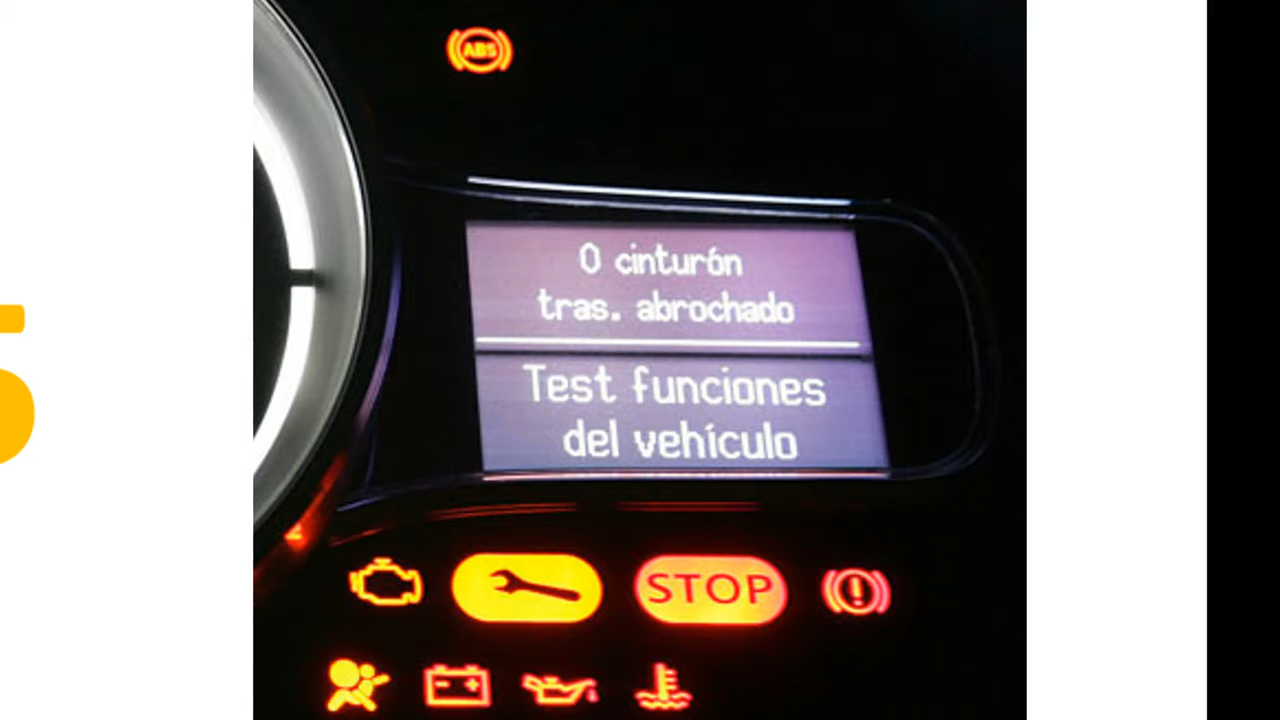 ABS
0 cinturón
tras. abrochado
Test funciones
del vehículo
STOP